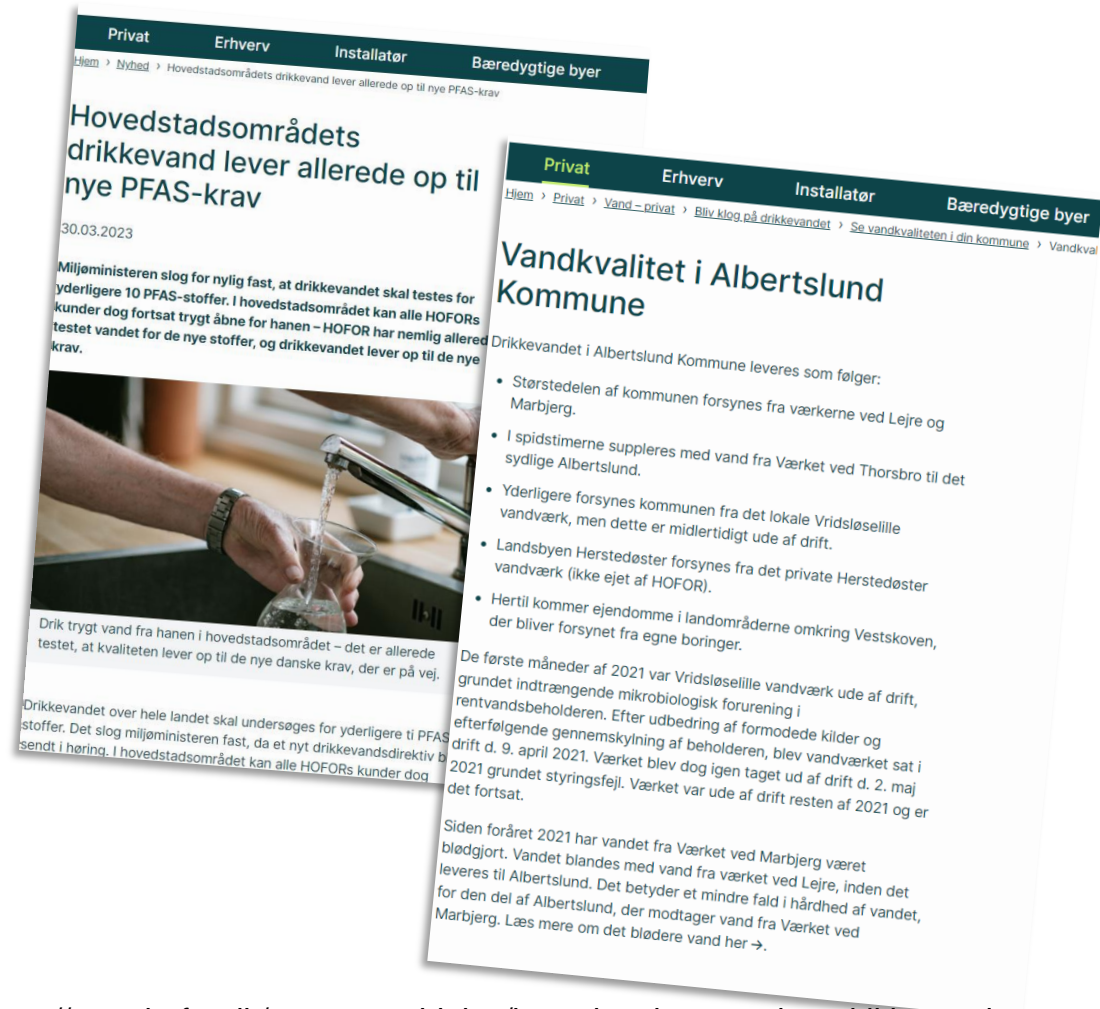 Privat Erhverv Installatør Bæredygtige byer
Hjem › Nyhed › Hovedstadsområdets drikkevand lever allerede op til nye PFAS-krav
Hovedstadsområdets
drikkevand lever allerede op til
nye PFAS-krav
30.03.2023
Miljøministeren slog for nylig fast, at drikkevandet skal testes for
yderligere 10 PFAS-stoffer. I hovedstadsområdet kan alle HOFORs
kunder dog fortsat trygt åbne for hanen – HOFOR har nemlig allered
testet vandet for de nye stoffer, og drikkevandet lever op til de nye
krav.
Drik trygt vand fra hanen i hovedstadsområdet – det er allerede
testet, at kvaliteten lever op til de nye danske krav, der er på vej.
Drikkevandet over hele landet skal undersøges for yderligere ti PFAS
stoffer. Det slog miljøministeren fast, da et nyt drikkevandsdirektiv b
sendt i høring. I hovedstadsområdet kan alle HOFORs kunder dog
Privat Erhverv Installatør Bæredygtige byer
Hjem › Privat › Vand – privat › Bliv klog på drikkevandet › Se vandkvaliteten i din kommune › Vandkval
Vandkvalitet i Albertslund
Kommune
Drikkevandet i Albertslund Kommune leveres som følger:
• Størstedelen af kommunen forsynes fra værkerne ved Lejre og
Marbjerg.
• I spidstimerne suppleres med vand fra Værket ved Thorsbro til det
sydlige Albertslund.
• Yderligere forsynes kommunen fra det lokale Vridsløselille
vandværk, men dette er midlertidigt ude af drift.
• Landsbyen Herstedøster forsynes fra det private Herstedøster
vandværk (ikke ejet af HOFOR).
• Hertil kommer ejendomme i landområderne omkring Vestskoven,
der bliver forsynet fra egne boringer.
De første måneder af 2021 var Vridsløselille vandværk ude af drift,
grundet indtrængende mikrobiologisk forurening i
rentvandsbeholderen. Efter udbedring af formodede kilder og
efterfølgende gennemskylning af beholderen, blev vandværket sat i
drift d. 9. april 2021. Værket blev dog igen taget ud af drift d. 2. maj
2021 grundet styringsfejl. Værket var ude af drift resten af 2021 og er
det fortsat.
Siden foråret 2021 har vandet fra Værket ved Marbjerg været
blødgjort. Vandet blandes med vand fra værket ved Lejre, inden det
leveres til Albertslund. Det betyder et mindre fald i hårdhed af vandet,
for den del af Albertslund, der modtager vand fra Værket ved
Marbjerg. Læs mere om det blødere vand her →.